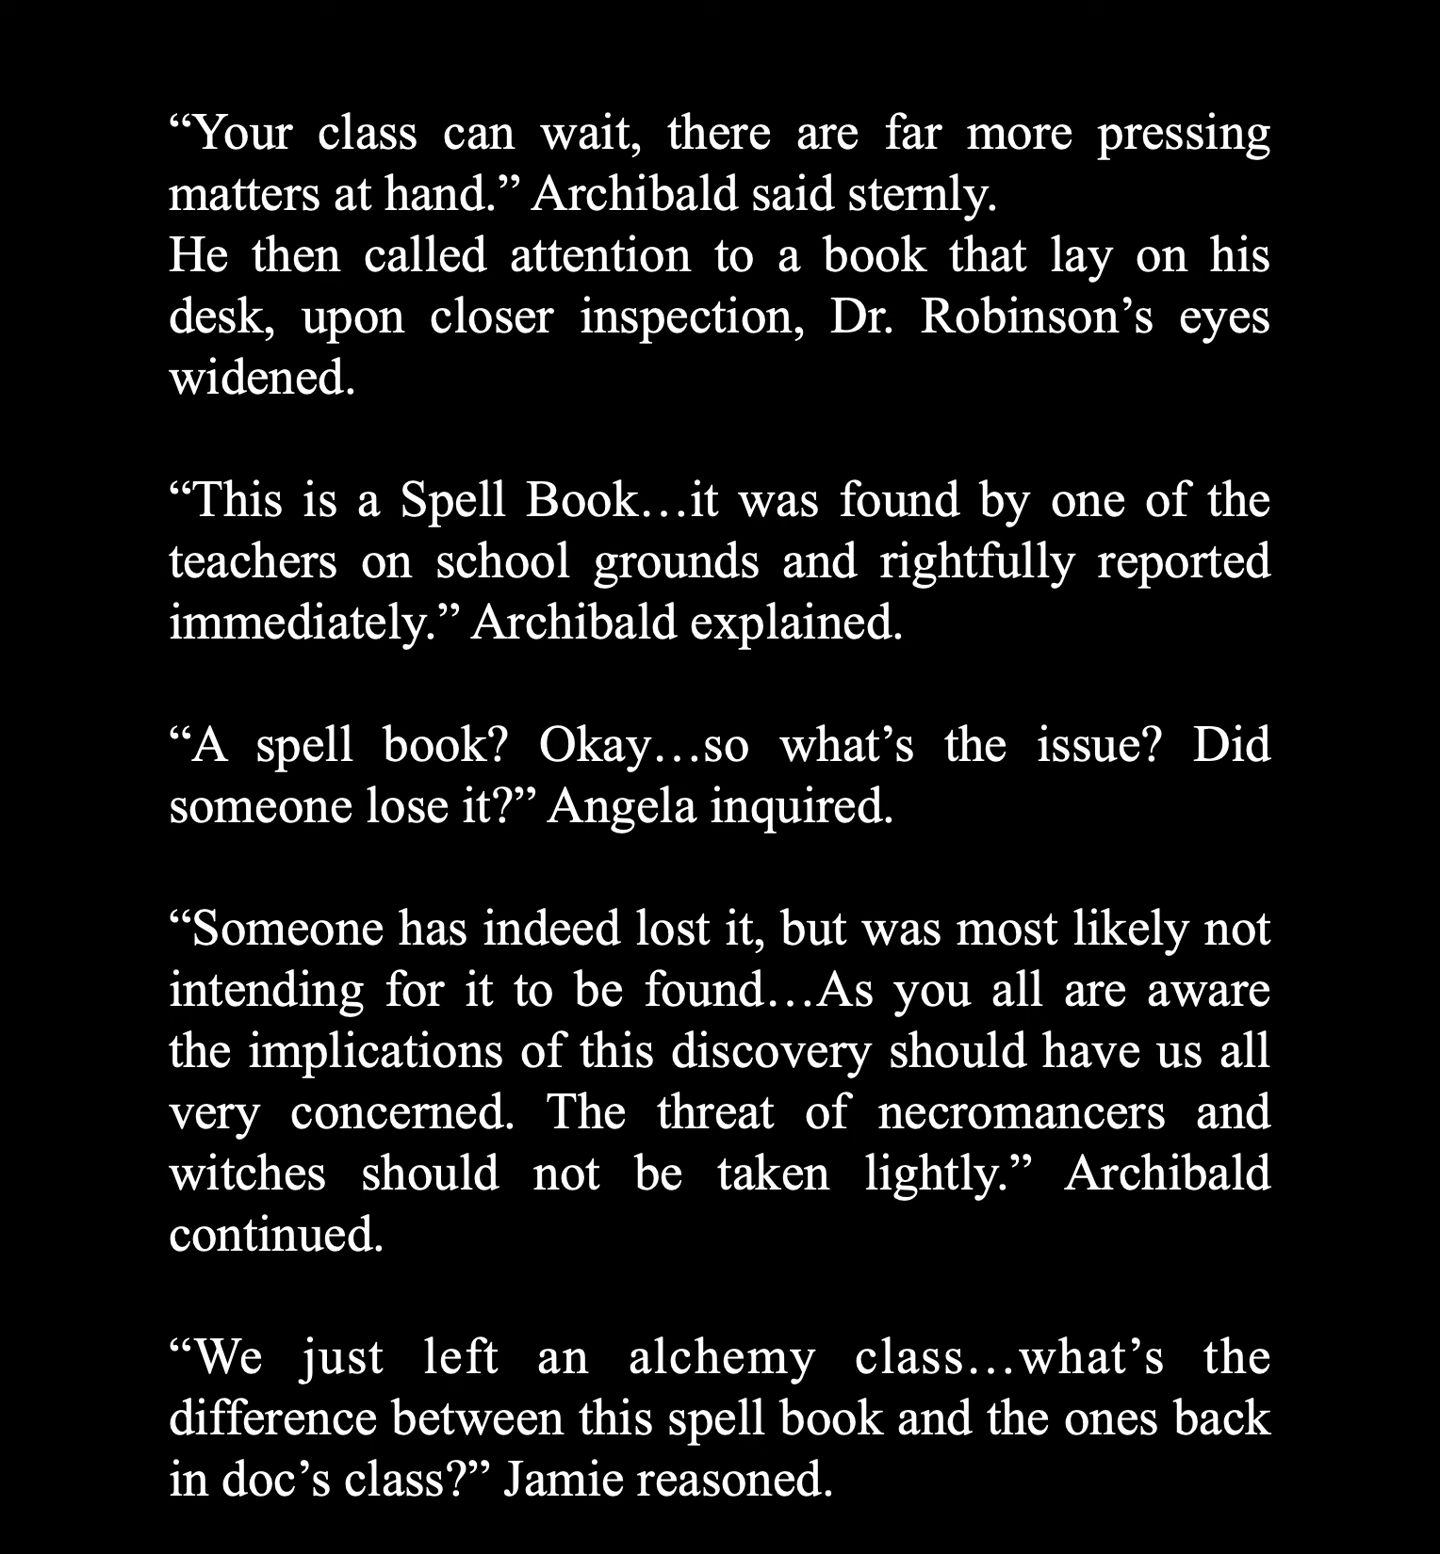 “Your class can wait, there are far more pressing
matters at hand.” Archibald said sternly.
He then called attention to a book that lay on his
desk, upon closer inspection, Dr. Robinson’s eyes
widened.
“This is a Spell Book…it was found by one of the
teachers on school grounds and rightfully reported
immediately.” Archibald explained.
“A spell book? Okay…so what’s the issue? Did
someone lose it?” Angela inquired.
“Someone has indeed lost it, but was most likely not
intending for it to be found…As you all are aware
the implications of this discovery should have us all
very concerned. The threat of necromancers and
witches should not be taken lightly.” Archibald
continued.
“We just left an alchemy class…what’s the
difference between this spell book and the ones back
in doc’s class?” Jamie reasoned.